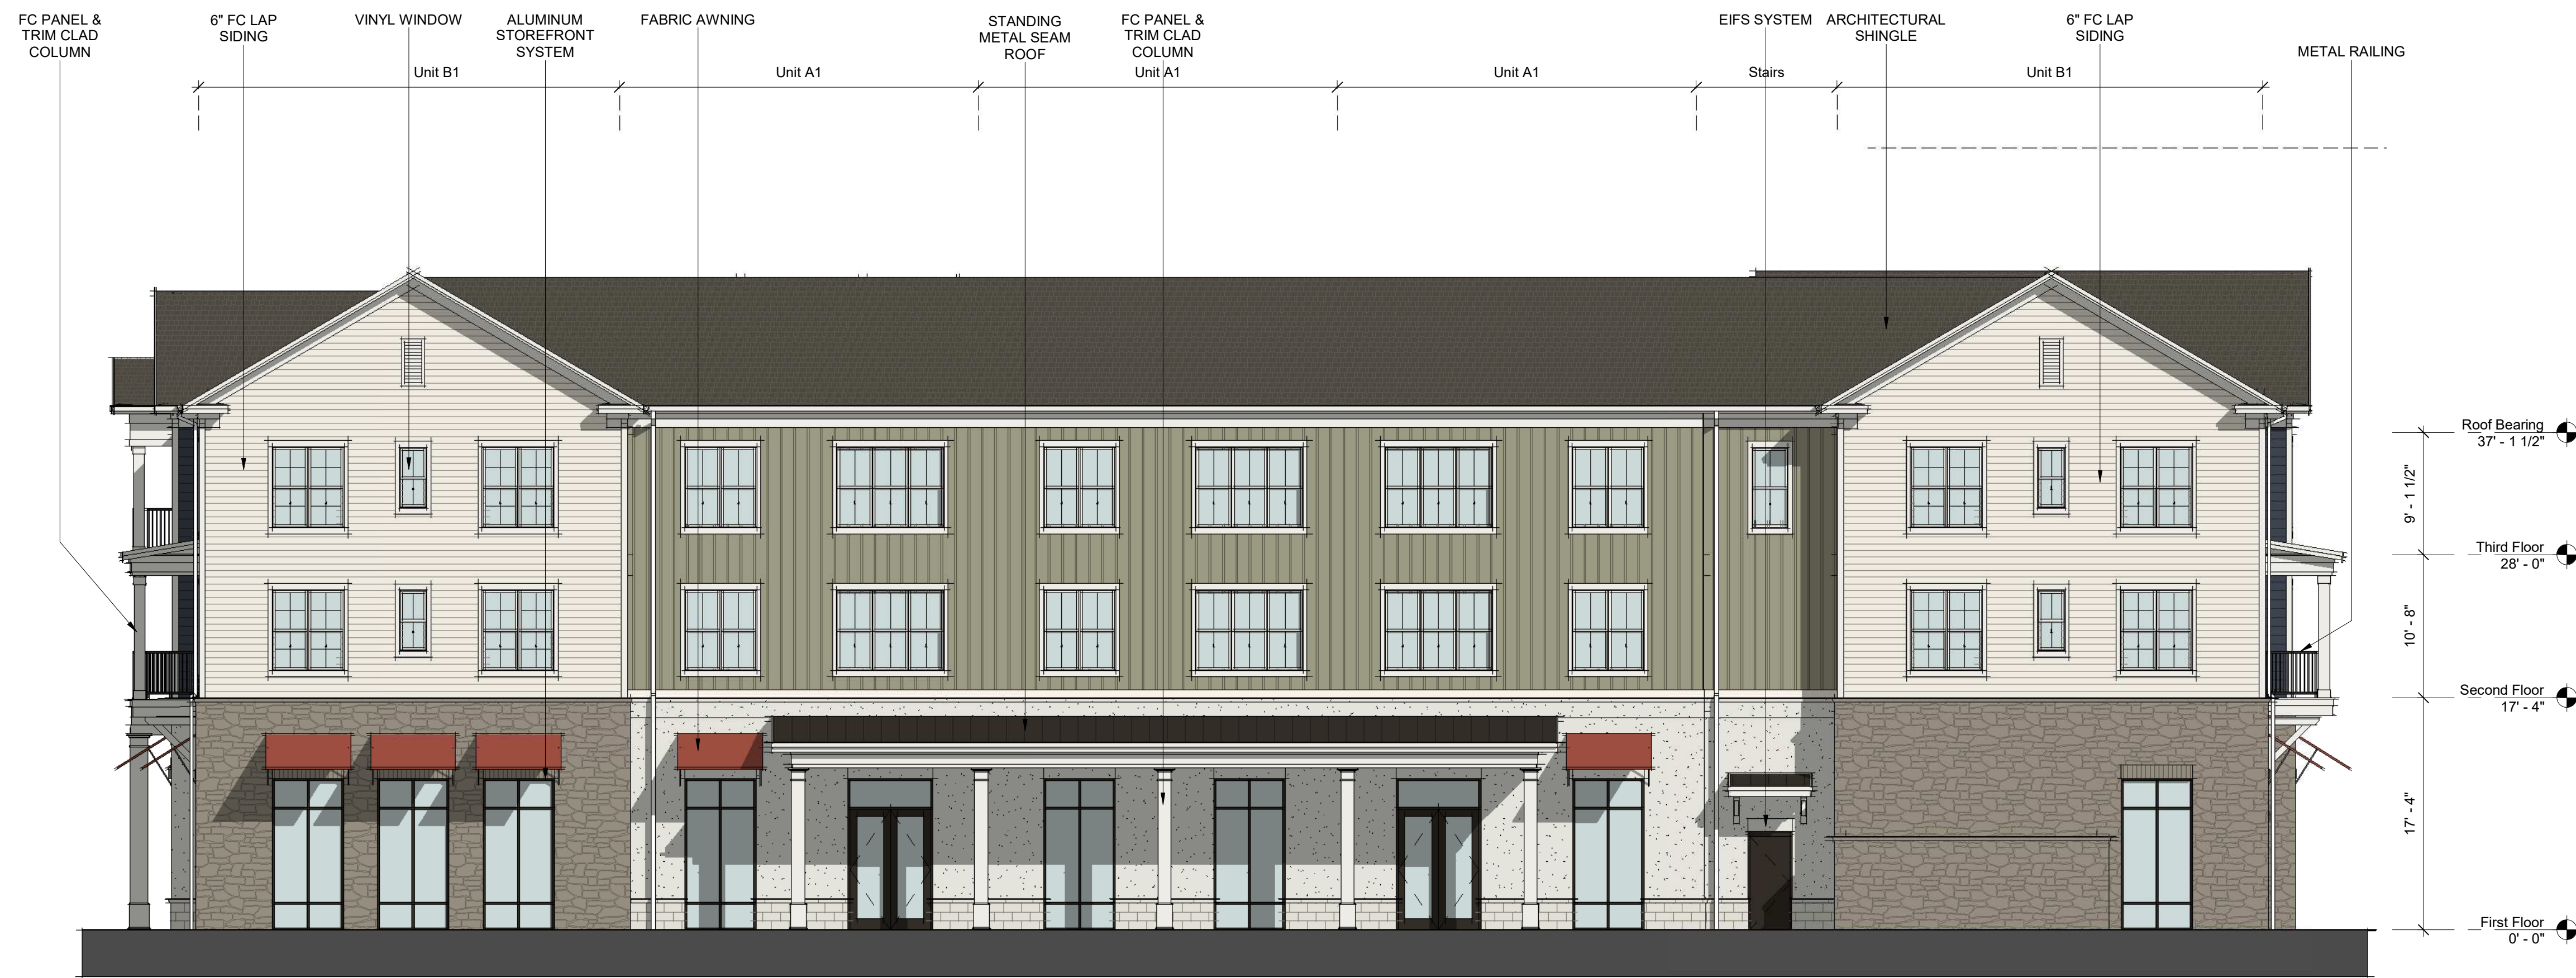 FC PANEL &
TRIM CLAD
COLUMN
6" FC LAP
SIDING
VINYL WINDOW
ALUMINUM
STOREFRONT
SYSTEM
FABRIC AWNING
STANDING
METAL SEAM
ROOF
FC PANEL &
TRIM CLAD
COLUMN
EIFS SYSTEM
ARCHITECTURAL
SHINGLE
6" FC LAP
SIDING
METAL RAILING
Unit B1
Unit A1
Unit A1
Unit A1
Stairs
Unit B1
Roof Bearing
37' - 1 1/2"
9' - 1 1/2"
Third Floor
28' - 0"
10' - 8"
Second Floor
17' - 4"
17' - 4"
First Floor
0' - 0"